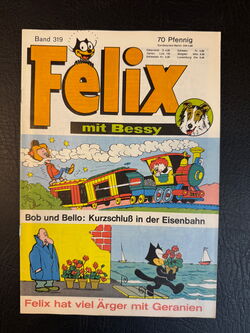 Band 319
70 Pfennig
Felix
mit Bessy
Bob und Bello: Kurzschluß in der Eisenbahn
Felix hat viel Ärger mit Geranien